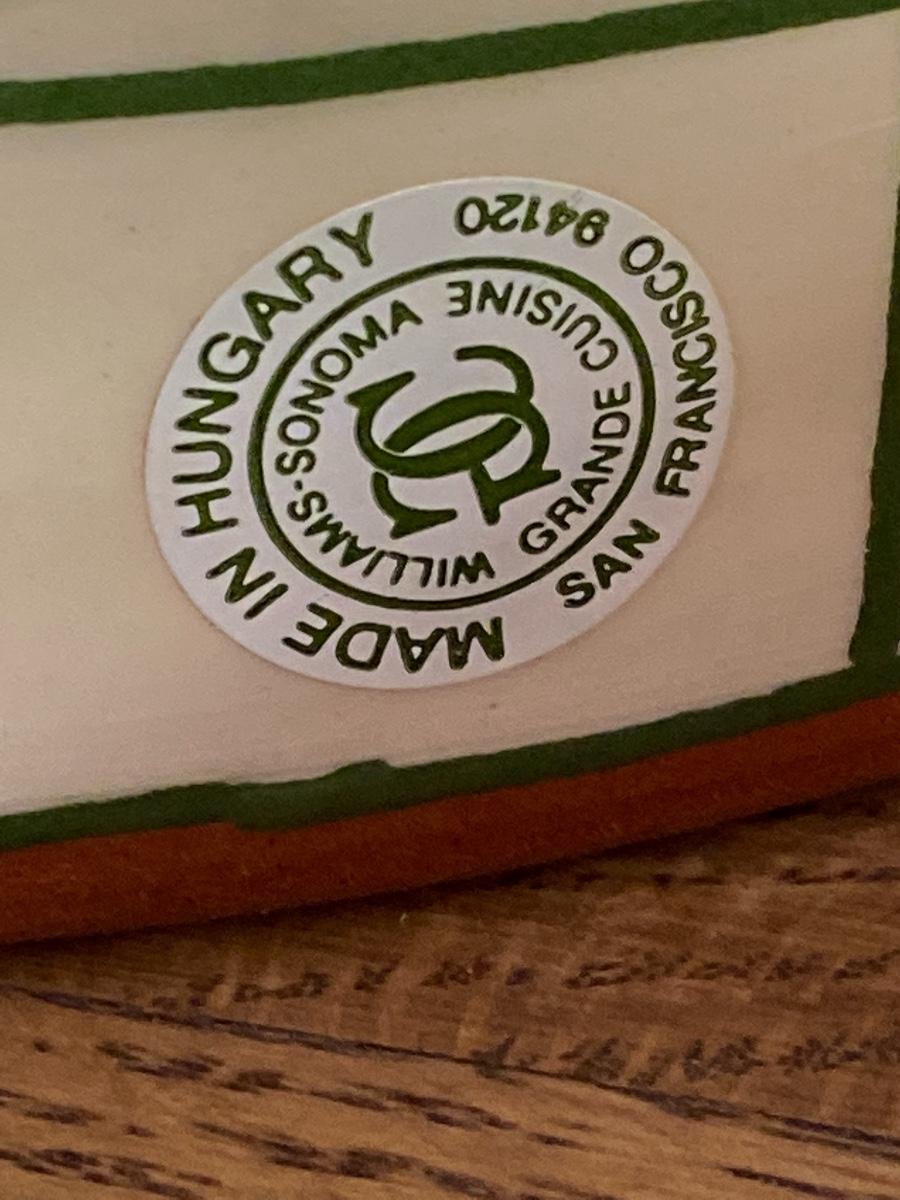 MADE IN HUNGARY
SAN FRANCISCO 94120
WILLIAMS-SONOMA
GRANDE CUISINE